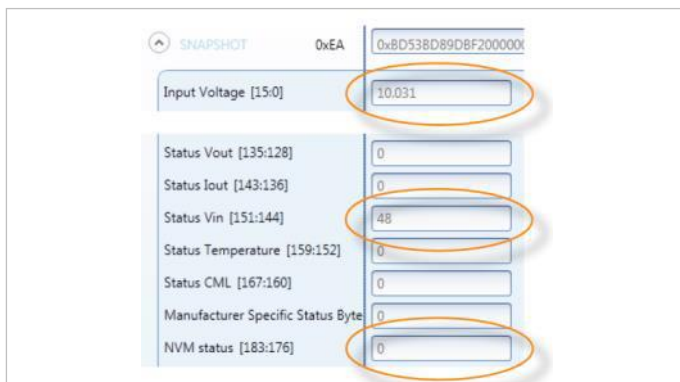 SNAPSHOT 0xEA 0xBD53BD89DBF2000000
Input Voltage [15:0] 10.031
Status Vout [135:128] 0
Status Iout [143:136] 0
Status Vin [151:144] 48
Status Temperature [159:152] 0
Status CML [167:160] 0
Manufacturer Specific Status Byte 0
NVM status [183:176] 0